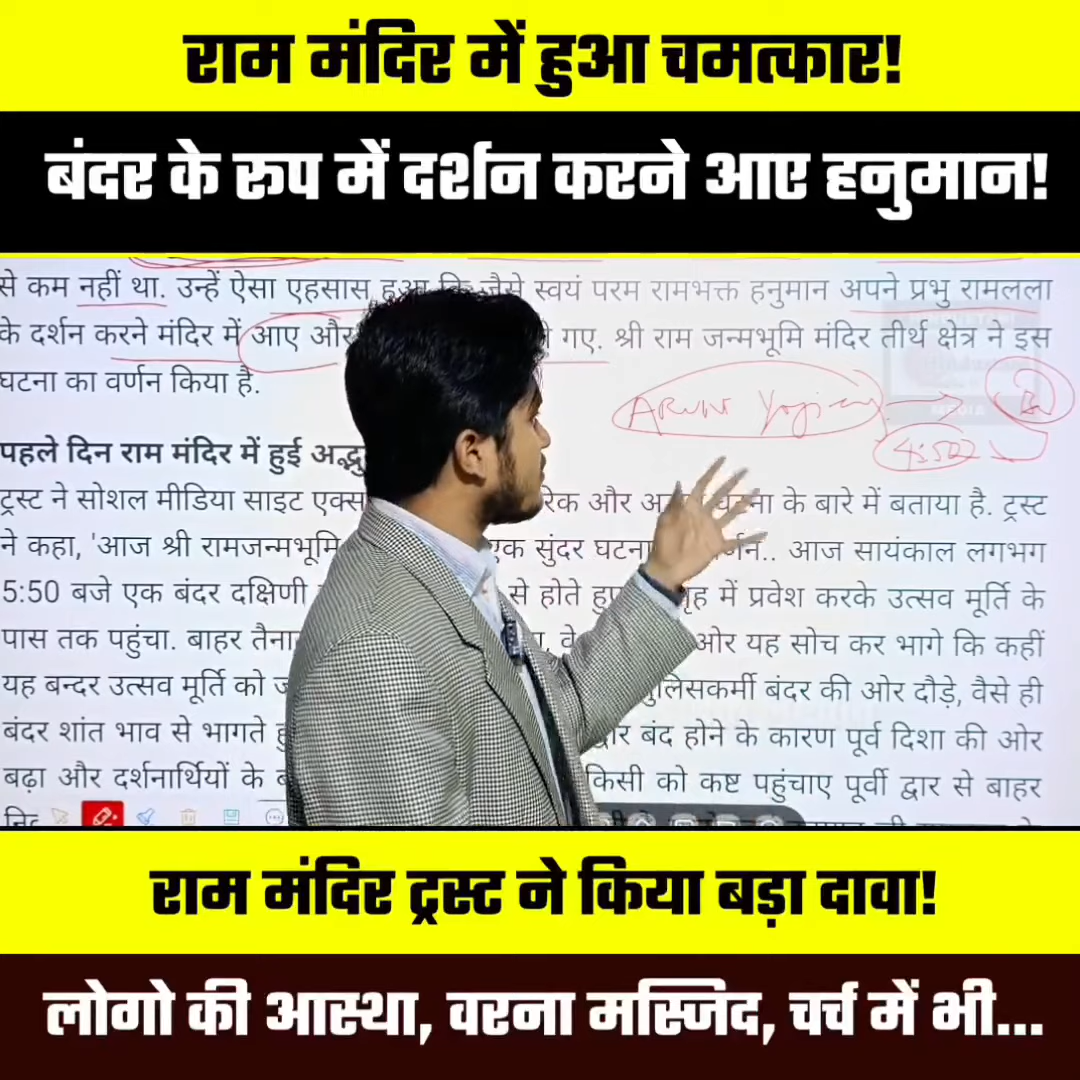 राम मंदिर में हुआ चमत्कार!
बंदर के रूप में दर्शन करने आए हनुमान!
से कम नहीं था. उन्हें ऐसा एहसास हुआ कि जैसे स्वयं परम रामभक्त हनुमान अपने प्रभु रामलला
के दर्शन करने मंदिर में आए और गए. श्री राम जन्मभूमि मंदिर तीर्थ क्षेत्र ने इस
घटना का वर्णन किया है.
पहले दिन राम मंदिर में हुई
ट्रस्ट ने सोशल मीडिया साइट एक्स और के बारे में बताया है. ट्रस्ट
ने कहा, 'आज श्री रामजन्मभूमि एक सुंदर .. आज सायंकाल लगभग
5:50 बजे एक बंदर दक्षिणी से होते में प्रवेश करके उत्सव मूर्ति के
पास तक पहुंचा. बाहर ओर यह सोच कर भागे कि कहीं
यह बन्दर उत्सव मूर्ति को बंदर की ओर दौड़े, वैसे ही
बंदर शांत भाव से भागते बंद होने के कारण पूर्व दिशा की ओर
बढ़ा और दर्शनार्थियों के किसी को कष्ट पहुंचाए पूर्वी द्वार से बाहर
राम मंदिर ट्रस्ट ने किया बड़ा दावा!
लोगो की आस्था, वरना मस्जिद, चर्च में भी...